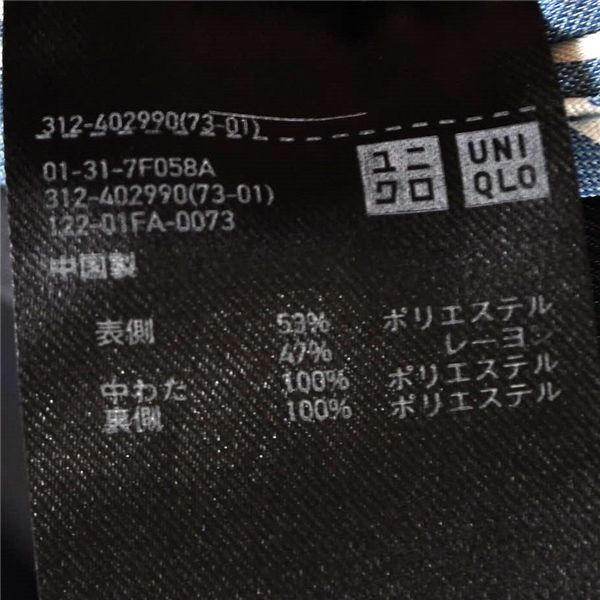 312-402990(73-01)
01-31-7F058A
312-402990(73-01)
122-01FA-0073
中国製
ユニ
クロ
UNI
QLO
表側 53% ポリエステル
47% レーヨン
中わた 100% ポリエステル
裏側 100% ポリエステル